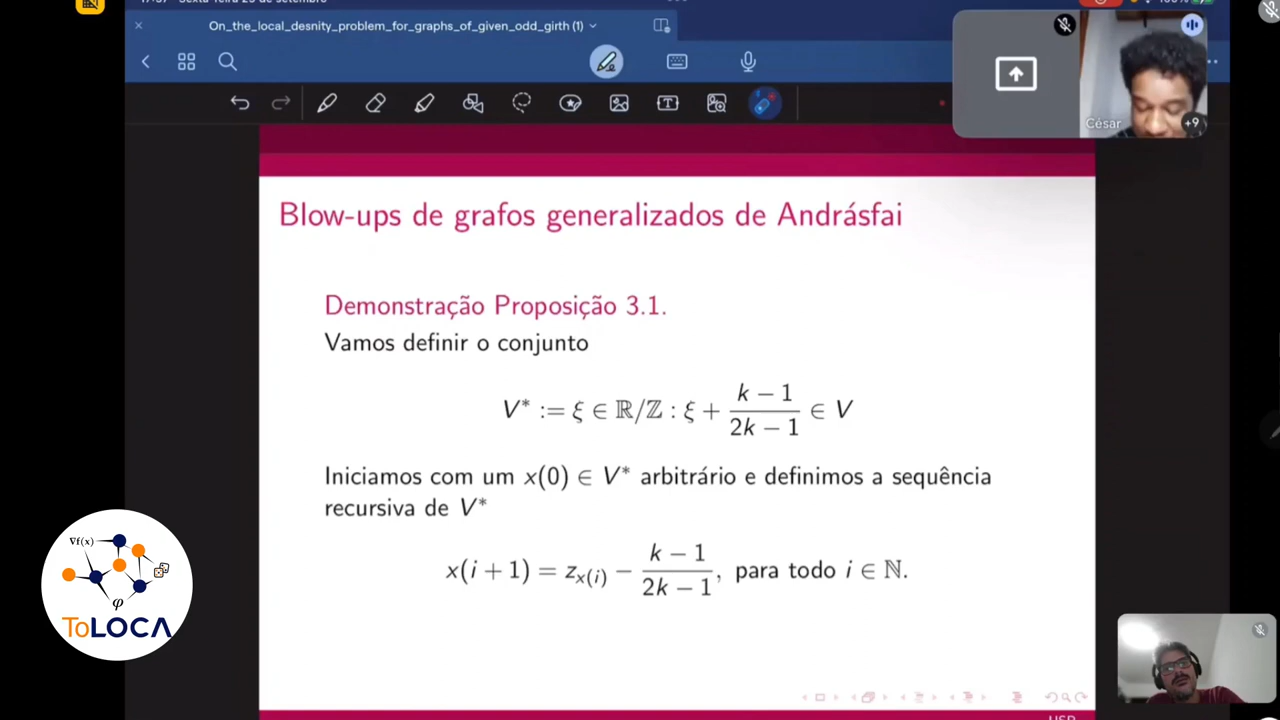 On_the_local_desnity_problem_for_graphs_of_given_odd_girth (1)
César
+9
Blow-ups de grafos generalizados de Andrásfai
Demonstração Proposição 3.1.
Vamos definir o conjunto
V* := ξ ∈ ℝ/ℤ : ξ + (k − 1)/(2k − 1) ∈ V
Iniciamos com um x(0) ∈ V* arbitrário e definimos a sequência
recursiva de V*
x(i + 1) = z_{x(i)} − (k − 1)/(2k − 1), para todo i ∈ ℕ.
∇f(x)
φ
ToLOCA